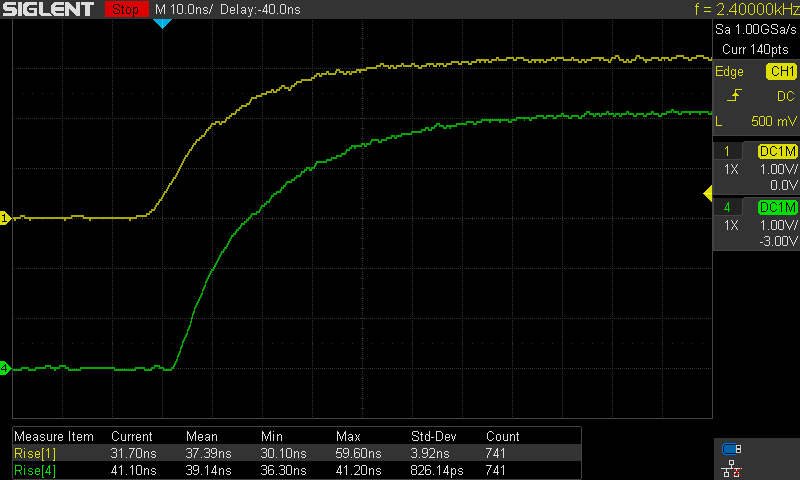 SIGLENT Stop M 10.0ns/ Delay:-40.0ns f = 2.40000kHz
Sa 1.00GSa/s
Curr 140pts
Edge CH1
DC
L 500 mV
1 DC1M
1X 1.00V/
0.0V
4 DC1M
1X 1.00V/
-3.00V
1
4
Measure Item Current Mean Min Max Std-Dev Count
Rise[1] 31.70ns 37.39ns 30.10ns 59.60ns 3.92ns 741
Rise[4] 41.10ns 39.14ns 36.30ns 41.20ns 826.14ps 741